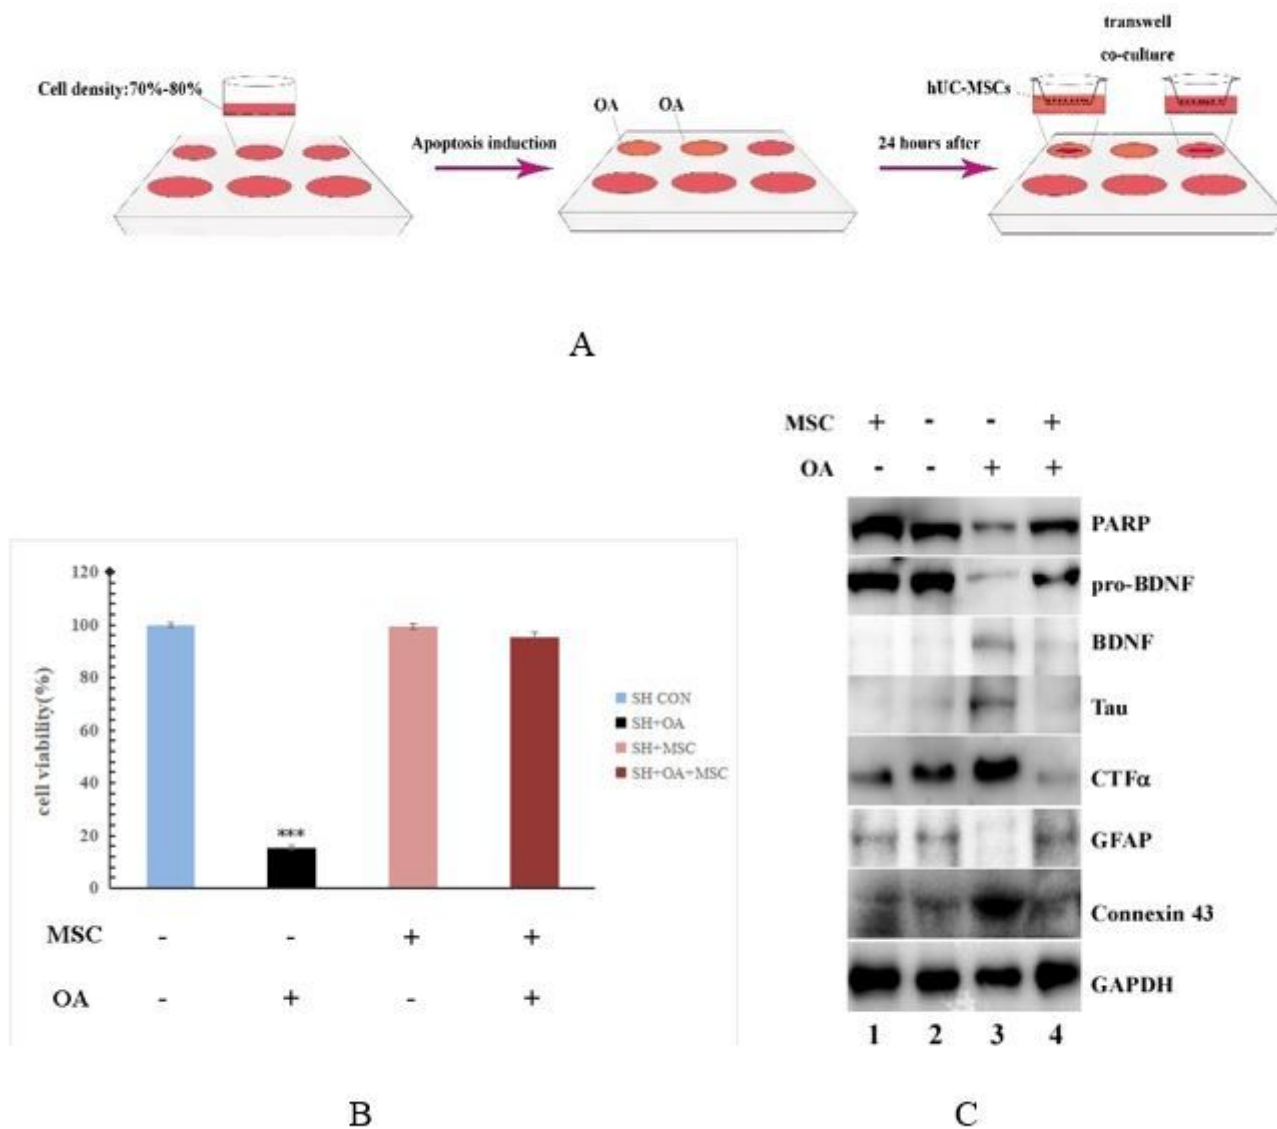 transwell
co-culture
Cell density:70%-80%
hUC-MSCs
OA OA
Apoptosis induction
24 hours after
A
MSC + - - +
OA - - + +
PARP
pro-BDNF
BDNF
Tau
CTFα
GFAP
Connexin 43
GAPDH
1 2 3 4
C
cell viability(%)
120
100
80
60
40
20
0
***
SH CON
SH+OA
SH+MSC
SH+OA+MSC
MSC - - + +
OA - + - +
B